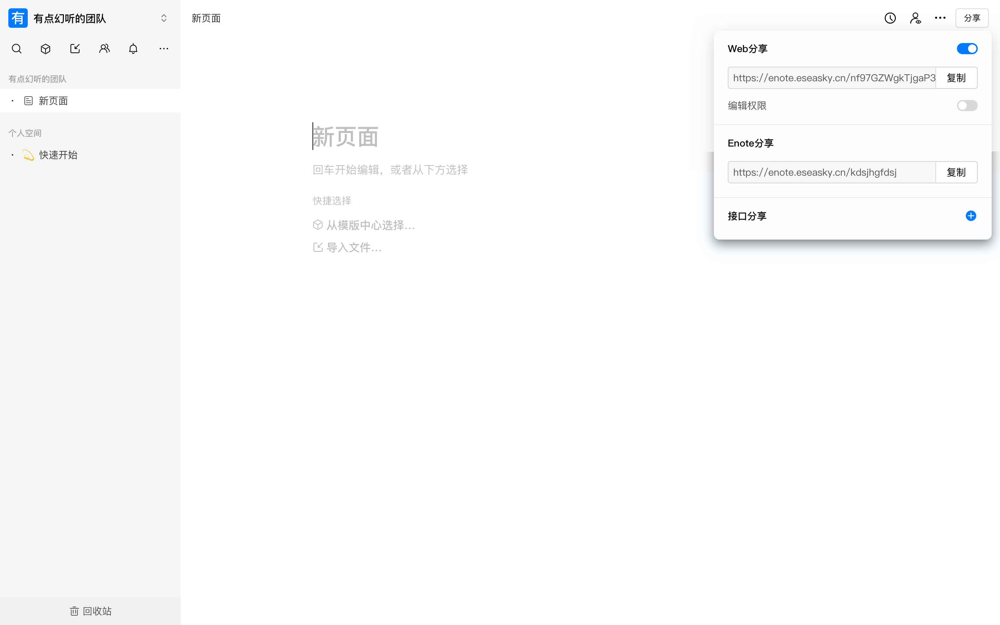 有 有点幻听的团队
有点幻听的团队
新页面
个人空间
快速开始
回收站
新页面
分享
新页面
回车开始编辑，或者从下方选择
快捷选择
从模版中心选择...
导入文件...
Web分享
https://enote.eseasky.cn/nf97GZWgkTjgaP3 复制
编辑权限
Enote分享
https://enote.eseasky.cn/kdsjhgfdsj 复制
接口分享